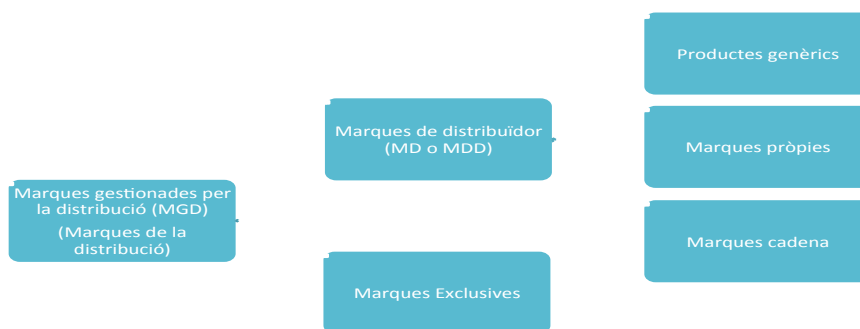 Marques gestionades per
la distribució (MGD)
(Marques de la
distribució)
Marques de distribuïdor
(MD o MDD)
Marques Exclusives
Productes genèrics
Marques pròpies
Marques cadena